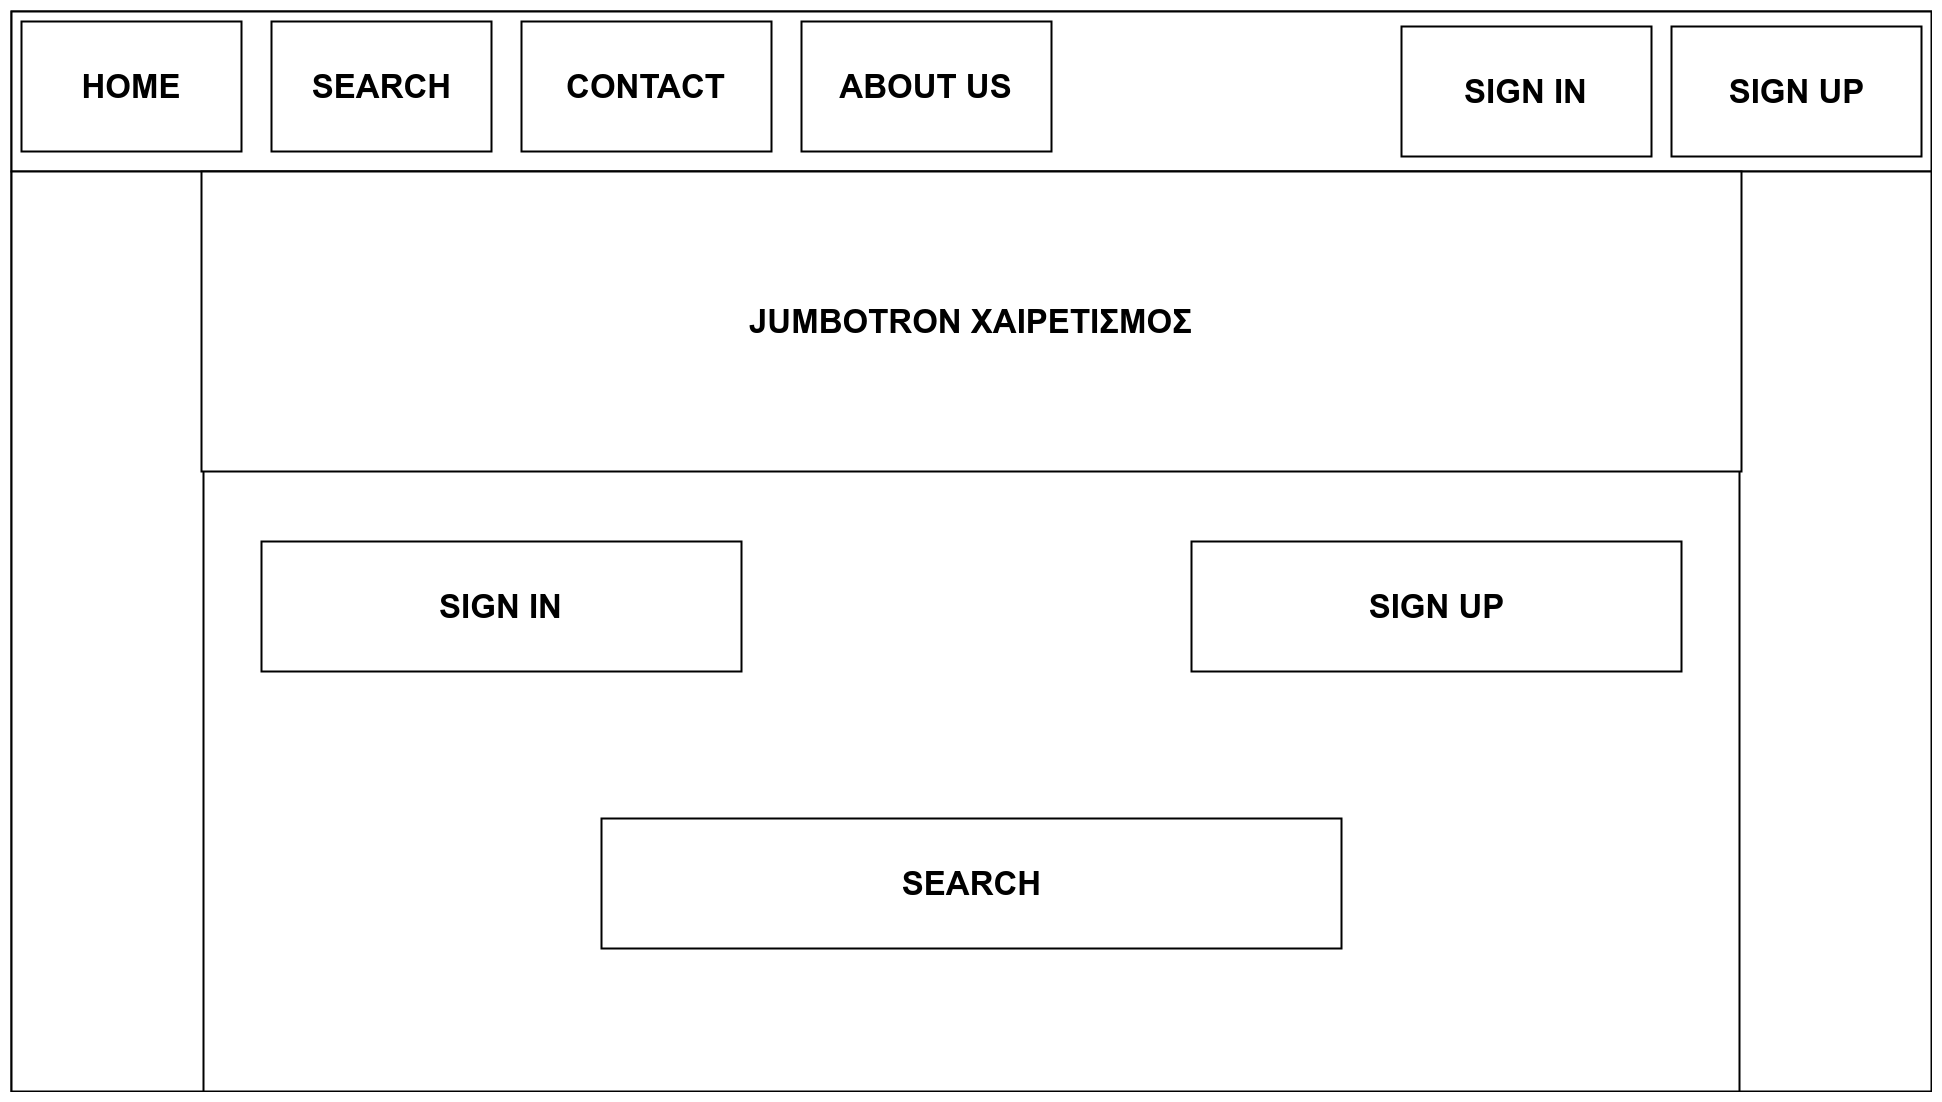 HOME
SEARCH
CONTACT
ABOUT US
SIGN IN
SIGN UP
JUMBOTRON ΧΑΙΡΕΤΙΣΜΟΣ
SIGN IN
SIGN UP
SEARCH